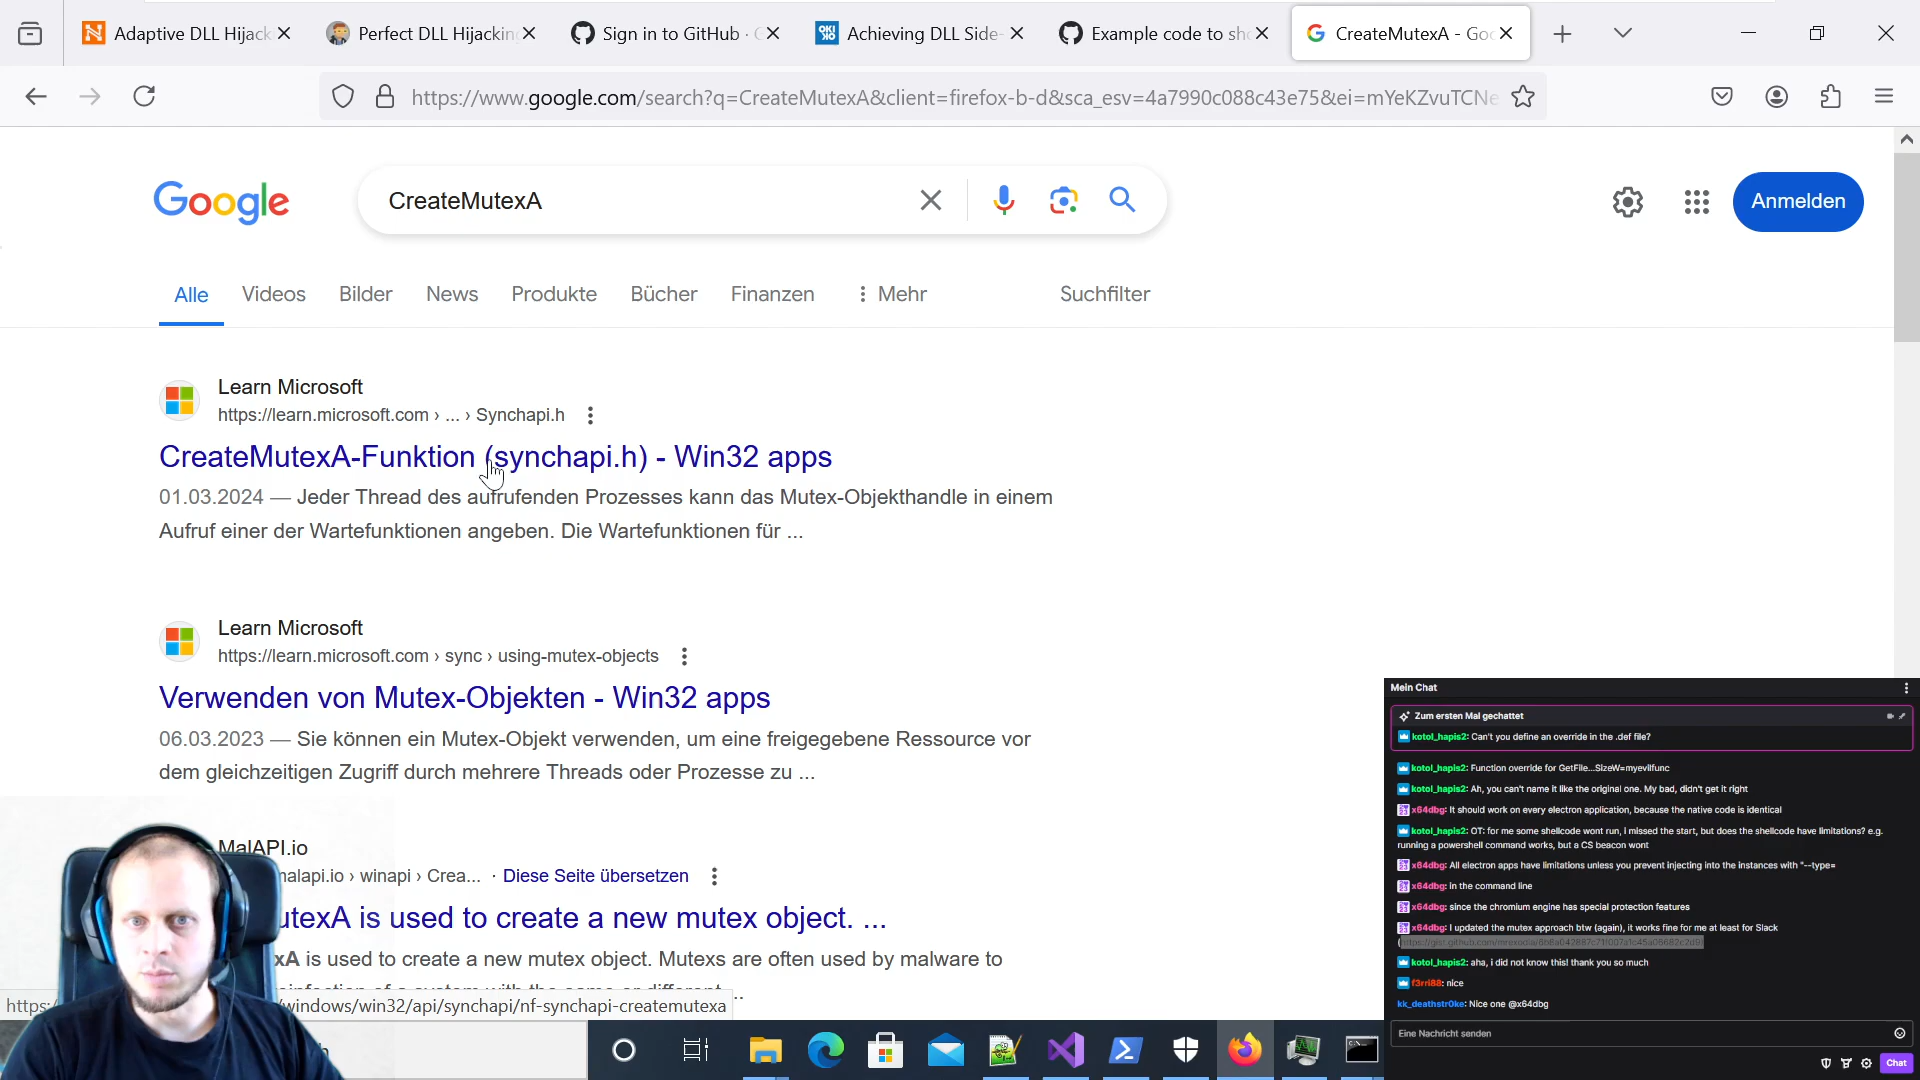 Adaptive DLL Hijack
Perfect DLL Hijacking
Sign in to GitHub ·
Achieving DLL Side-
Example code to sh
CreateMutexA - Goo
https://www.google.com/search?q=CreateMutexA&client=firefox-b-d&sca_esv=4a7990c088c43e75&ei=mYeKZvuTCNe
Google
CreateMutexA
Anmelden
Alle
Videos
Bilder
News
Produkte
Bücher
Finanzen
Mehr
Suchfilter
Learn Microsoft
https://learn.microsoft.com › ... › Synchapi.h
CreateMutexA-Funktion (synchapi.h) - Win32 apps
01.03.2024 — Jeder Thread des aufrufenden Prozesses kann das Mutex-Objekthandle in einem
Aufruf einer der Wartefunktionen angeben. Die Wartefunktionen für ...
Learn Microsoft
https://learn.microsoft.com › sync › using-mutex-objects
Verwenden von Mutex-Objekten - Win32 apps
06.03.2023 — Sie können ein Mutex-Objekt verwenden, um eine freigegebene Ressource vor
dem gleichzeitigen Zugriff durch mehrere Threads oder Prozesse zu ...
MalAPI.io
nalapi.io › winapi › Crea... · Diese Seite übersetzen
utexA is used to create a new mutex object. ...
xA is used to create a new mutex object. Mutexs are often used by malware to
https:
windows/win32/api/synchapi/nf-synchapi-createmutexa
Mein Chat
Zum ersten Mal gechattet
kotol_hapis2: Can't you define an override in the .def file?
kotol_hapis2: Function override for GetFile...SizeW=myevilfunc
kotol_hapis2: Ah, you can't name it like the original one. My bad, didn't get it right
x64dbg: It should work on every electron application, because the native code is identical
kotol_hapis2: OT: for me some shellcode wont run, i missed the start, but does the shellcode have limitations? e.g.
running a powershell command works, but a CS beacon wont
x64dbg: All electron apps have limitations unless you prevent injecting into the instances with "--type=
x64dbg: in the command line
x64dbg: since the chromium engine has special protection features
x64dbg: I updated the mutex approach btw (again), it works fine for me at least for Slack
kotol_hapis2: aha, i did not know this! thank you so much
f3rri88: nice
kk_deathstr0ke: Nice one @x64dbg
Eine Nachricht senden
Chat